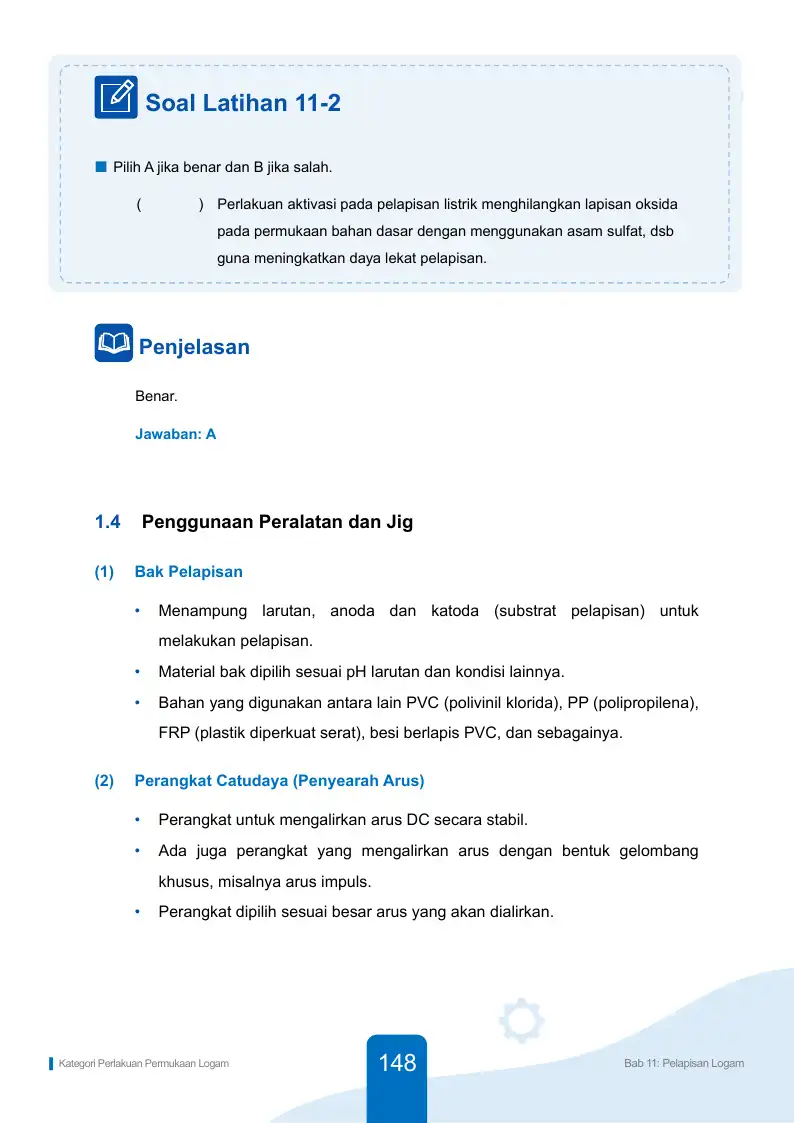 Soal Latihan 11-2
■ Pilih A jika benar dan B jika salah.
( ) Perlakuan aktivasi pada pelapisan listrik menghilangkan lapisan oksida
pada permukaan bahan dasar dengan menggunakan asam sulfat, dsb
guna meningkatkan daya lekat pelapisan.
Penjelasan
Benar.
Jawaban: A
1.4 Penggunaan Peralatan dan Jig
(1) Bak Pelapisan
• Menampung larutan, anoda dan katoda (substrat pelapisan) untuk
melakukan pelapisan.
• Material bak dipilih sesuai pH larutan dan kondisi lainnya.
• Bahan yang digunakan antara lain PVC (polivinil klorida), PP (polipropilena),
FRP (plastik diperkuat serat), besi berlapis PVC, dan sebagainya.
(2) Perangkat Catudaya (Penyearah Arus)
• Perangkat untuk mengalirkan arus DC secara stabil.
• Ada juga perangkat yang mengalirkan arus dengan bentuk gelombang
khusus, misalnya arus impuls.
• Perangkat dipilih sesuai besar arus yang akan dialirkan.
Kategori Perlakuan Permukaan Logam
148
Bab 11: Pelapisan Logam